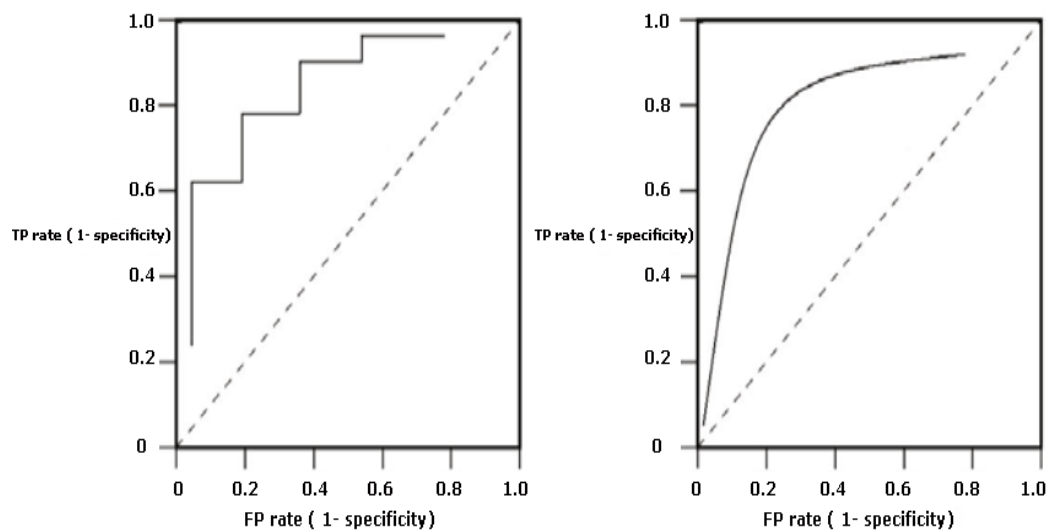 1.0
0.8
0.6
TP rate ( 1- specificity)
0.4
0.2
0
0 0.2 0.4 0.6 0.8 1.0
FP rate ( 1- specificity)
1.0
0.8
0.6
TP rate ( 1- specificity)
0.4
0.2
0
0 0.2 0.4 0.6 0.8 1.0
FP rate ( 1- specificity)